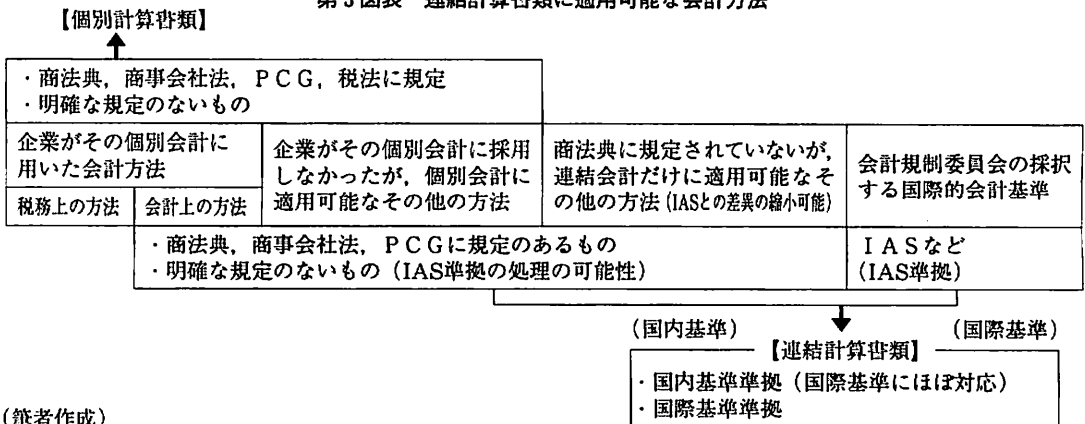 第3図表 連結計算書類に適用可能な会計方法
【個別計算書類】
・商法典，商事会社法，ＰＣＧ，税法に規定
・明確な規定のないもの
企業がその個別会計に
用いた会計方法
税務上の方法
会計上の方法
企業がその個別会計に採用
しなかったが，個別会計に
適用可能なその他の方法
商法典に規定されていないが，
連結会計だけに適用可能なそ
の他の方法（IASとの差異の縮小可能）
会計規制委員会の採択
する国際的会計基準
・商法典，商事会社法，ＰＣＧに規定のあるもの
・明確な規定のないもの（IAS準拠の処理の可能性）
ＩＡＳなど
（IAS準拠）
（国内基準）
（国際基準）
【連結計算書類】
・国内基準準拠（国際基準にほぼ対応）
・国際基準準拠
（筆者作成）